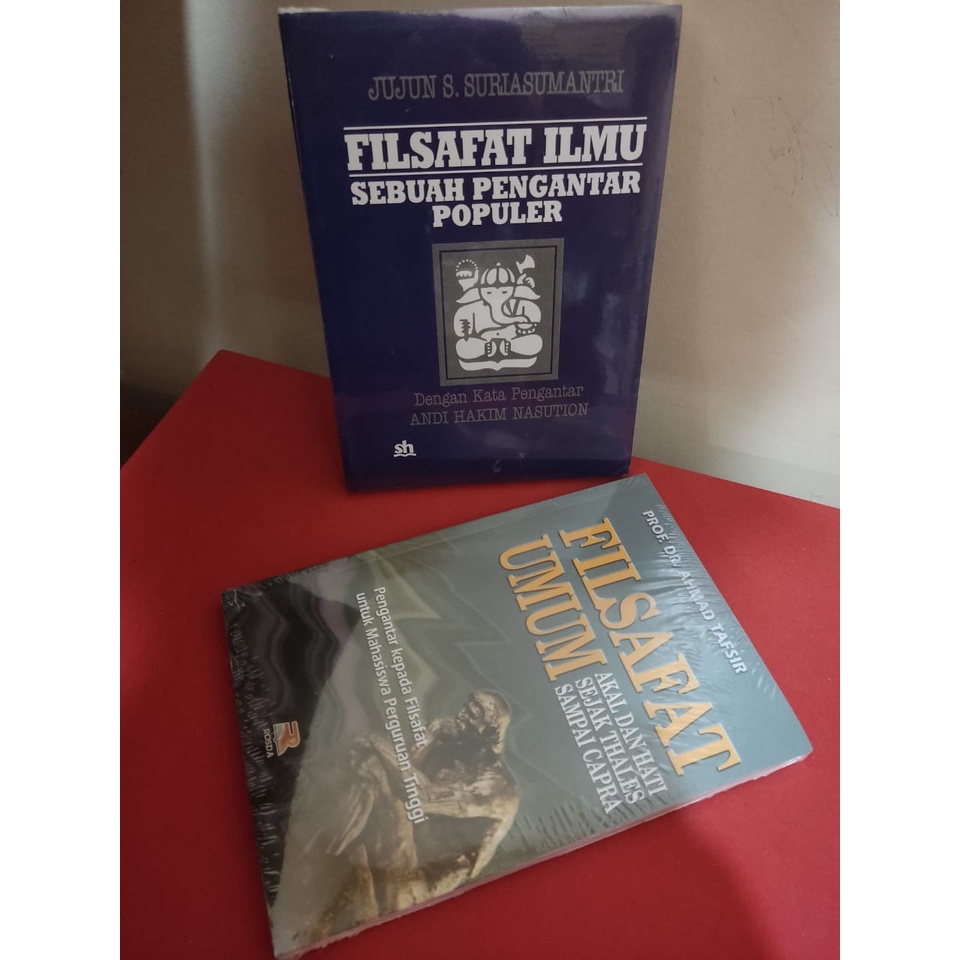 JUJUN S. SURIASUMANTRI
FILSAFAT ILMU
SEBUAH PENGANTAR
POPULER
Dengan Kata Pengantar
ANDI HAKIM NASUTION
sh
PROF. DR. AHMAD TAFSIR
FILSAFAT
UMUM
AKAL DAN HATI
SEJAK THALES
SAMPAI CAPRA
Pengantar kepada Filsafat
untuk Mahasiswa Perguruan Tinggi
ROSDA